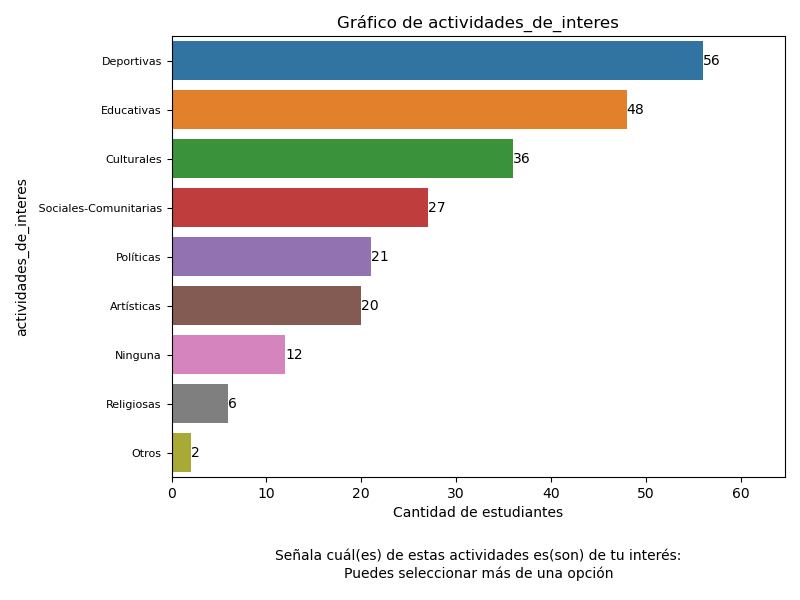 Gráfico de actividades_de_interes
actividades_de_interes
Deportivas 56
Educativas 48
Culturales 36
Sociales-Comunitarias 27
Políticas 21
Artísticas 20
Ninguna 12
Religiosas 6
Otros 2
0 10 20 30 40 50 60
Cantidad de estudiantes
Señala cuál(es) de estas actividades es(son) de tu interés:
Puedes seleccionar más de una opción